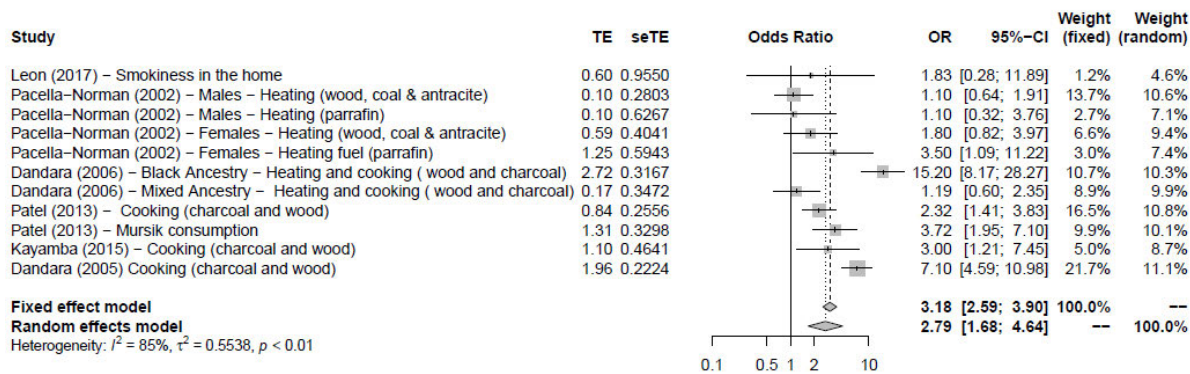 Study TE seTE Odds Ratio OR 95%−CI Weight (fixed) Weight (random)
Leon (2017) − Smokiness in the home 0.60 0.9550 1.83 [0.28; 11.89] 1.2% 4.6%
Pacella−Norman (2002) − Males − Heating (wood, coal & antracite) 0.10 0.2803 1.10 [0.64; 1.91] 13.7% 10.6%
Pacella−Norman (2002) − Males − Heating (parrafin) 0.10 0.6267 1.10 [0.32; 3.76] 2.7% 7.1%
Pacella−Norman (2002) − Females − Heating (wood, coal & antracite) 0.59 0.4041 1.80 [0.82; 3.97] 6.6% 9.4%
Pacella−Norman (2002) − Females − Heating fuel (parrafin) 1.25 0.5943 3.50 [1.09; 11.22] 3.0% 7.4%
Dandara (2006) − Black Ancestry − Heating and cooking ( wood and charcoal) 2.72 0.3167 15.20 [8.17; 28.27] 10.7% 10.3%
Dandara (2006) − Mixed Ancestry − Heating and cooking ( wood and charcoal) 0.17 0.3472 1.19 [0.60; 2.35] 8.9% 9.9%
Patel (2013) − Cooking (charcoal and wood) 0.84 0.2556 2.32 [1.41; 3.83] 16.5% 10.8%
Patel (2013) − Mursik consumption 1.31 0.3298 3.72 [1.95; 7.10] 9.9% 10.1%
Kayamba (2015) − Cooking (charcoal and wood) 1.10 0.4641 3.00 [1.21; 7.45] 5.0% 8.7%
Dandara (2005) Cooking (charcoal and wood) 1.96 0.2224 7.10 [4.59; 10.98] 21.7% 11.1%
Fixed effect model 3.18 [2.59; 3.90] 100.0% −−
Random effects model 2.79 [1.68; 4.64] −− 100.0%
Heterogeneity: I² = 85%, τ² = 0.5538, p < 0.01
0.1 0.5 1 2 10